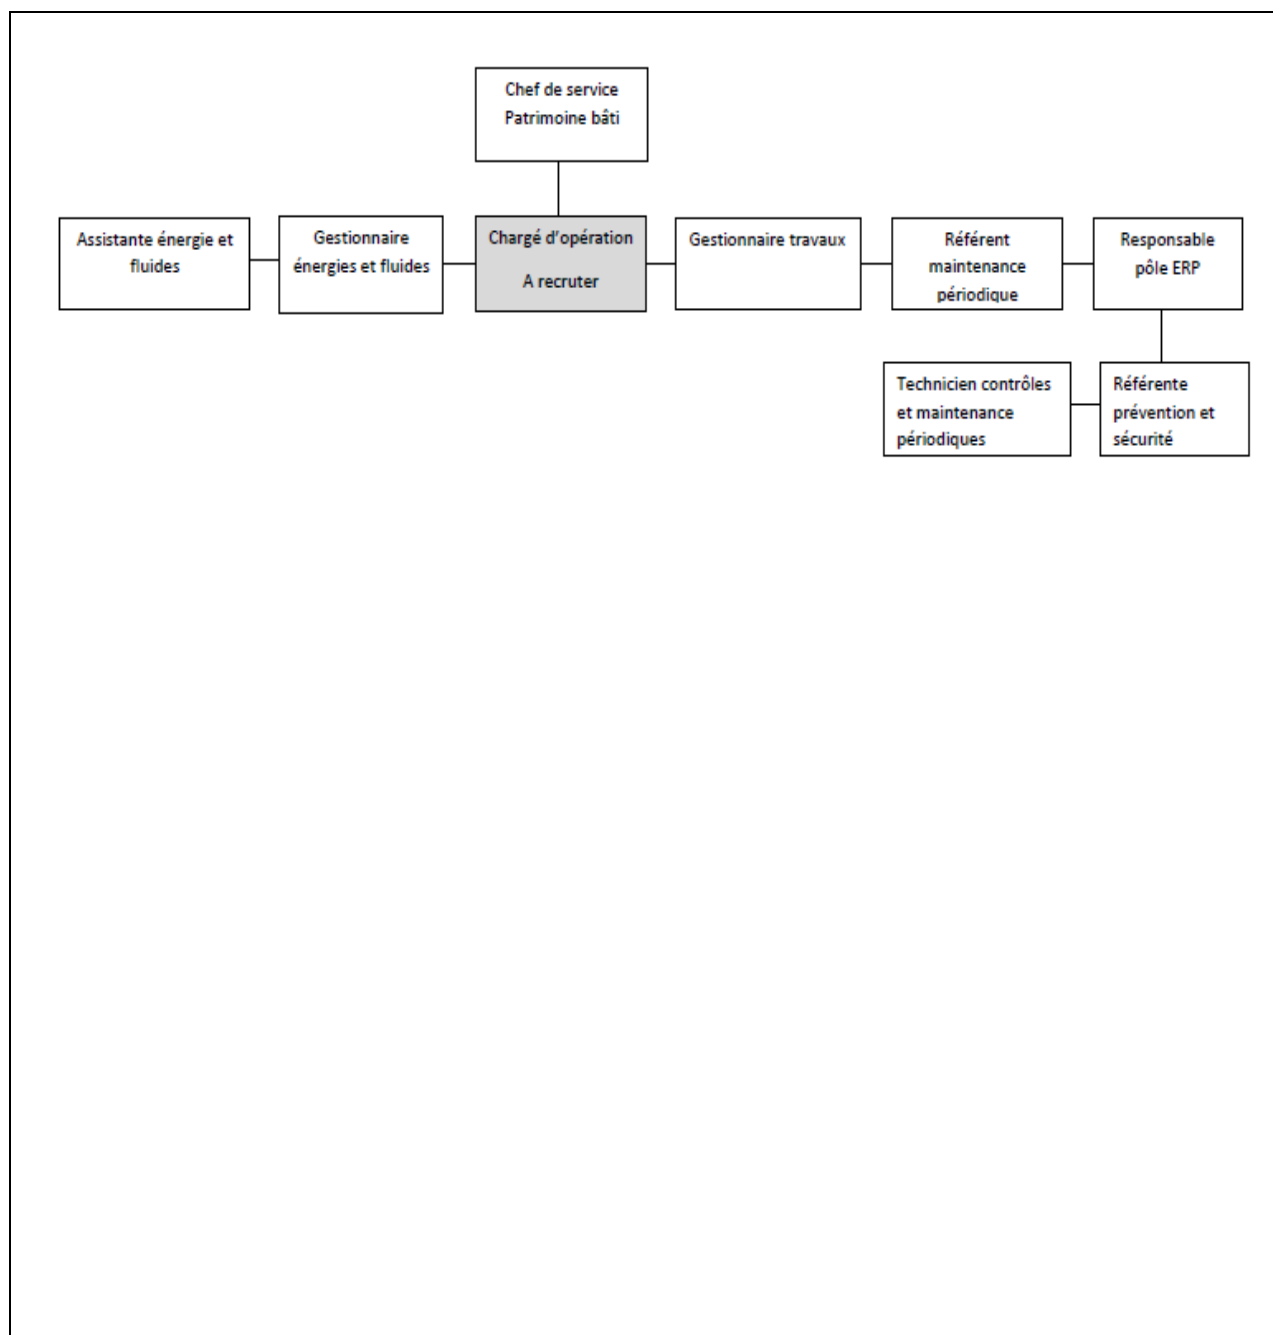 Chef de service
Patrimoine bâti
Assistante énergie et
fluides
Gestionnaire
énergies et fluides
Chargé d'opération
A recruter
Gestionnaire travaux
Référent
maintenance
périodique
Responsable
pôle ERP
Technicien contrôles
et maintenance
périodiques
Référente
prévention et
sécurité